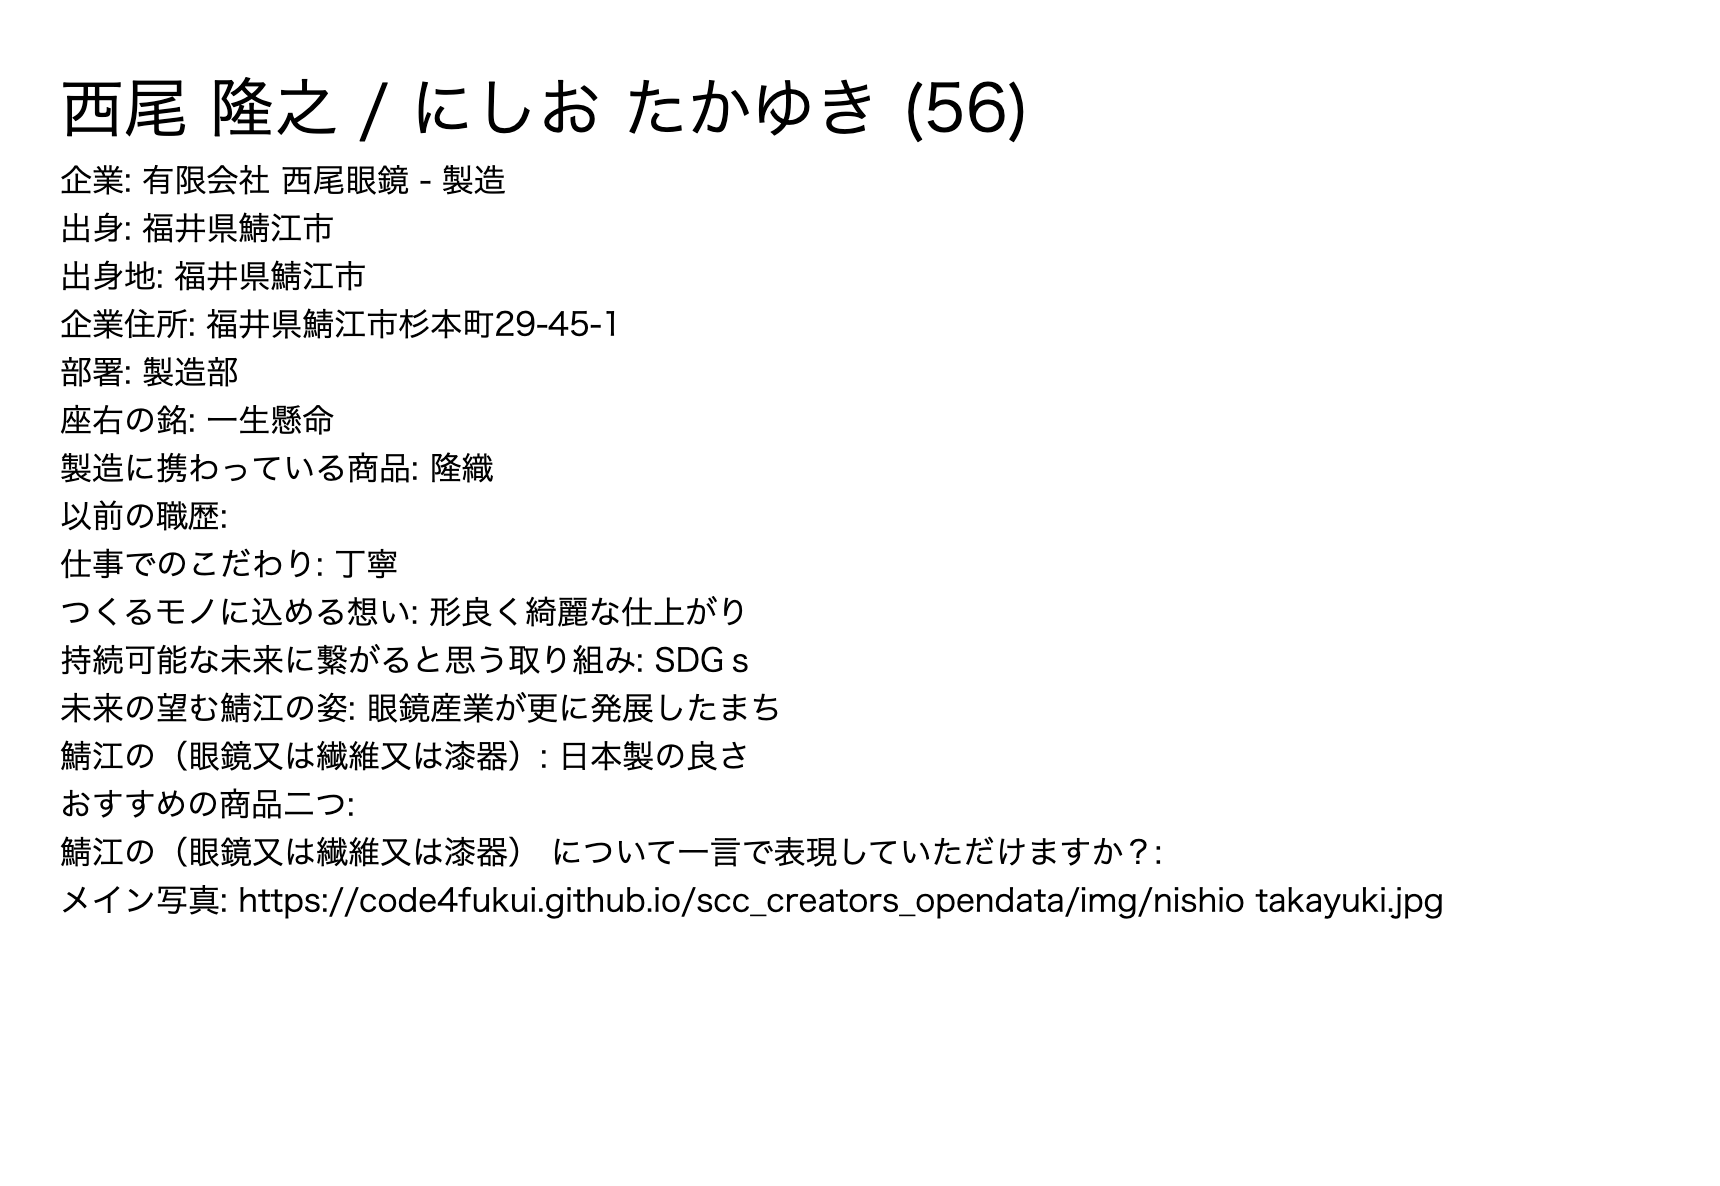 西尾 隆之 / にしお たかゆき (56)
企業: 有限会社 西尾眼鏡 - 製造
出身: 福井県鯖江市
出身地: 福井県鯖江市
企業住所: 福井県鯖江市杉本町29-45-1
部署: 製造部
座右の銘: 一生懸命
製造に携わっている商品: 隆織
以前の職歴:
仕事でのこだわり: 丁寧
つくるモノに込める想い: 形良く綺麗な仕上がり
持続可能な未来に繋がると思う取り組み: SDGｓ
未来の望む鯖江の姿: 眼鏡産業が更に発展したまち
鯖江の（眼鏡又は繊維又は漆器）: 日本製の良さ
おすすめの商品二つ:
鯖江の（眼鏡又は繊維又は漆器） について一言で表現していただけますか？:
メイン写真: https://code4fukui.github.io/scc_creators_opendata/img/nishio takayuki.jpg